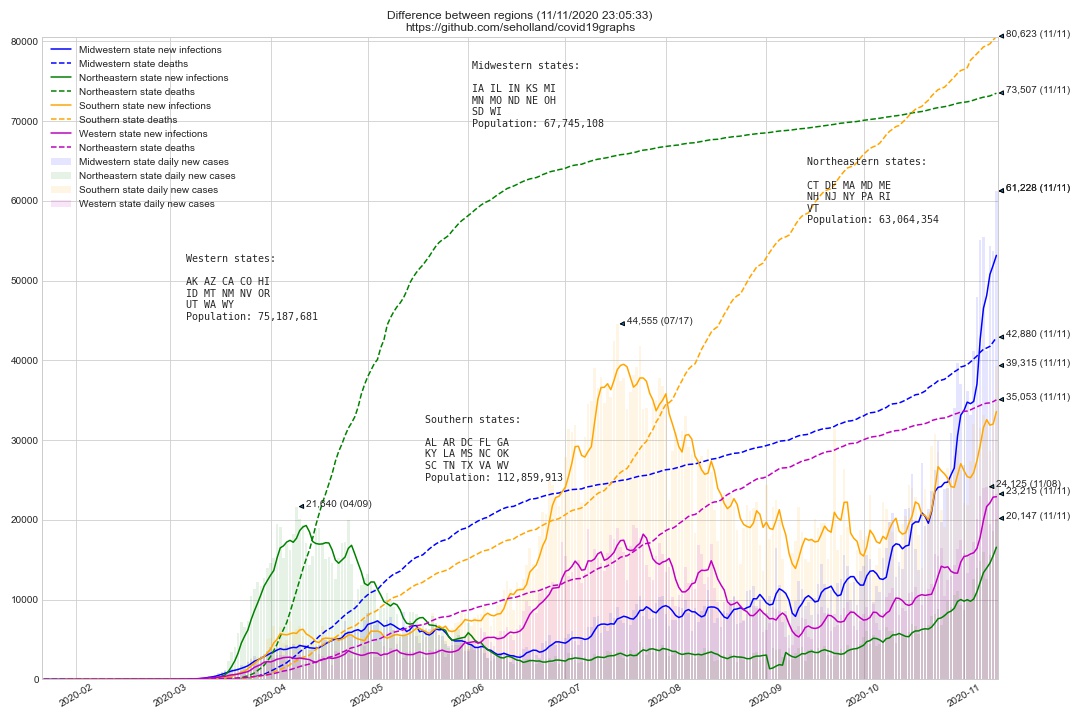 Difference between regions (11/11/2020 23:05:33)
https://github.com/seholland/covid19graphs
80000
70000
60000
50000
40000
30000
20000
10000
0
Midwestern state new infections
Midwestern state deaths
Northeastern state new infections
Northeastern state deaths
Southern state new infections
Southern state deaths
Western state new infections
Northeastern state deaths
Midwestern state daily new cases
Northeastern state daily new cases
Southern state daily new cases
Western state daily new cases
Midwestern states:
IA IL IN KS MI
MN MO ND NE OH
SD WI
Population: 67,745,108
Northeastern states:
CT DE MA MD ME
NH NJ NY PA RI
VT
Population: 63,064,354
Western states:
AK AZ CA CO HI
ID MT NM NV OR
UT WA WY
Population: 75,187,681
Southern states:
AL AR DC FL GA
KY LA MS NC OK
SC TN TX VA WV
Population: 112,859,913
21,640 (04/09)
44,555 (07/17)
80,623 (11/11)
73,507 (11/11)
61,228 (11/11)
42,880 (11/11)
39,315 (11/11)
35,053 (11/11)
24,125 (11/08)
23,215 (11/11)
20,147 (11/11)
2020-02
2020-03
2020-04
2020-05
2020-06
2020-07
2020-08
2020-09
2020-10
2020-11